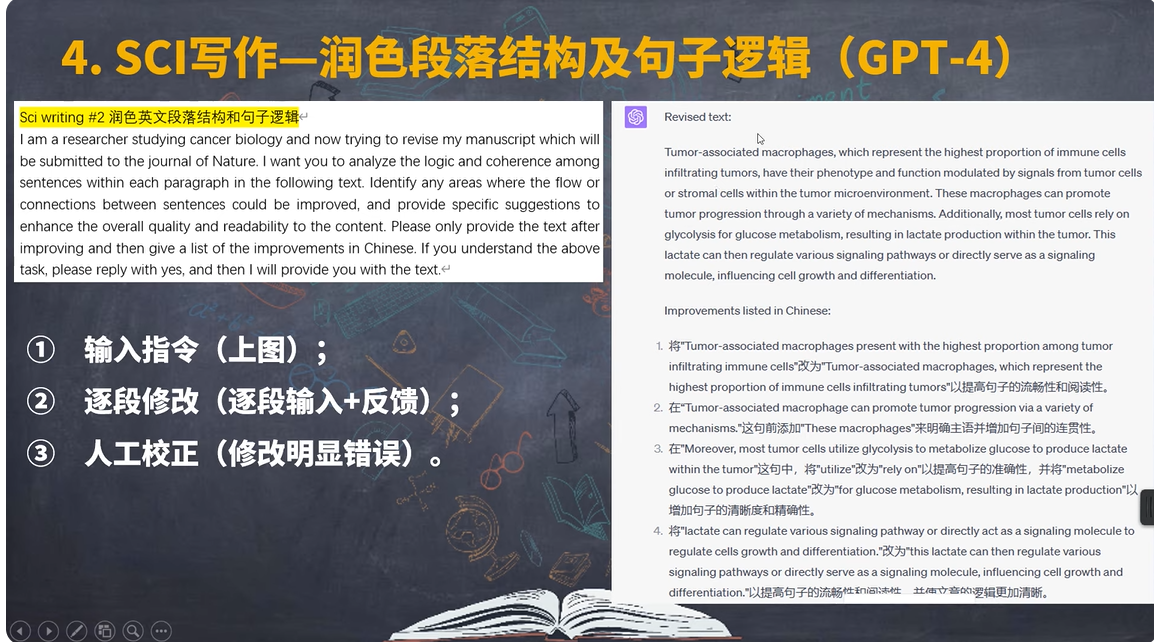 4. SCI写作—润色段落结构及句子逻辑（GPT-4）
Sci writing #2 润色英文段落结构和句子逻辑
I am a researcher studying cancer biology and now trying to revise my manuscript which will
be submitted to the journal of Nature. I want you to analyze the logic and coherence among
sentences within each paragraph in the following text. Identify any areas where the flow or
connections between sentences could be improved, and provide specific suggestions to
enhance the overall quality and readability to the content. Please only provide the text after
improving and then give a list of the improvements in Chinese. If you understand the above
task, please reply with yes, and then I will provide you with the text.
① 输入指令（上图）；
② 逐段修改（逐段输入+反馈）；
③ 人工校正（修改明显错误）。
Revised text:
Tumor-associated macrophages, which represent the highest proportion of immune cells
infiltrating tumors, have their phenotype and function modulated by signals from tumor cells
or stromal cells within the tumor microenvironment. These macrophages can promote
tumor progression through a variety of mechanisms. Additionally, most tumor cells rely on
glycolysis for glucose metabolism, resulting in lactate production within the tumor. This
lactate can then regulate various signaling pathways or directly serve as a signaling
molecule, influencing cell growth and differentiation.
Improvements listed in Chinese:
1. 将"Tumor-associated macrophages present with the highest proportion among tumor
infiltrating immune cells"改为"Tumor-associated macrophages, which represent the
highest proportion of immune cells infiltrating tumors"以提高句子的流畅性和阅读性。
2. 在"Tumor-associated macrophage can promote tumor progression via a variety of
mechanisms."这句前添加"These macrophages"来明确主语并增加句子间的连贯性。
3. 在"Moreover, most tumor cells utilize glycolysis to metabolize glucose to produce lactate
within the tumor"这句中，将"utilize"改为"rely on"以提高句子的准确性，并将"metabolize
glucose to produce lactate"改为"for glucose metabolism, resulting in lactate production"以
增加句子的清晰度和精确性。
4. 将"lactate can regulate various signaling pathway or directly act as a signaling molecule to
regulate cells growth and differentiation."改为"this lactate can then regulate various
signaling pathways or directly serve as a signaling molecule, influencing cell growth and
differentiation."以提高句子的流畅性和阅读性，并使文章的逻辑更加清晰。